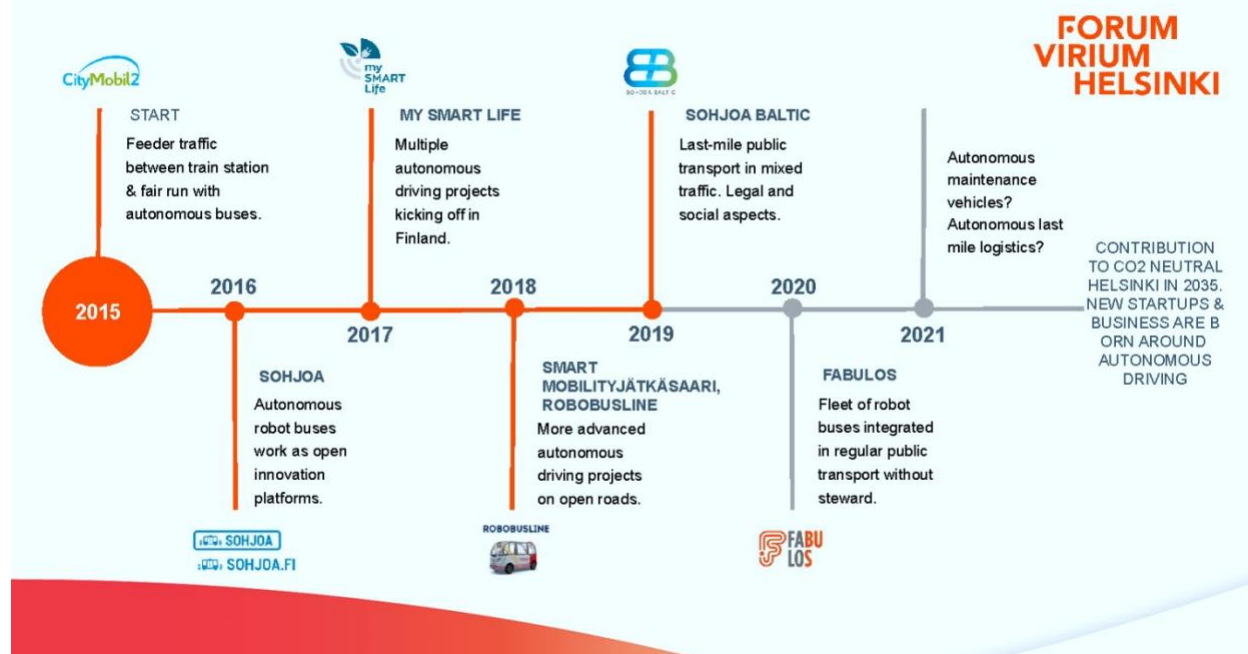 FORUM
VIRIUM
HELSINKI
CityMobil2
START
Feeder traffic
between train station
& fair run with
autonomous buses.
my
SMART
Life
MY SMART LIFE
Multiple
autonomous
driving projects
kicking off in
Finland.
SOHJOA BALTIC
SOHJOA BALTIC
Last-mile public
transport in mixed
traffic. Legal and
social aspects.
Autonomous
maintenance
vehicles?
Autonomous last
mile logistics?
2015
2016
2017
2018
2019
2020
2021
CONTRIBUTION
TO CO2 NEUTRAL
HELSINKI IN 2035.
NEW STARTUPS &
BUSINESS ARE B
ORN AROUND
AUTONOMOUS
DRIVING
SOHJOA
Autonomous
robot buses
work as open
innovation
platforms.
SOHJOA
SOHJOA.FI
SMART
MOBILITYJÄTKÄSAARI,
ROBOBUSLINE
More advanced
autonomous
driving projects
on open roads.
ROBOBUSLINE
FABULOS
Fleet of robot
buses integrated
in regular public
transport without
steward.
FABU
LOS